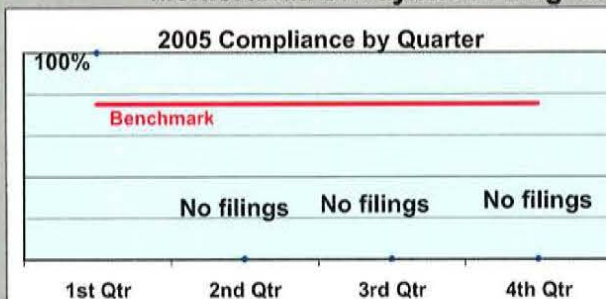 2005 Compliance by Quarter
100%
Benchmark
No filings No filings No filings
1st Qtr 2nd Qtr 3rd Qtr 4th Qtr